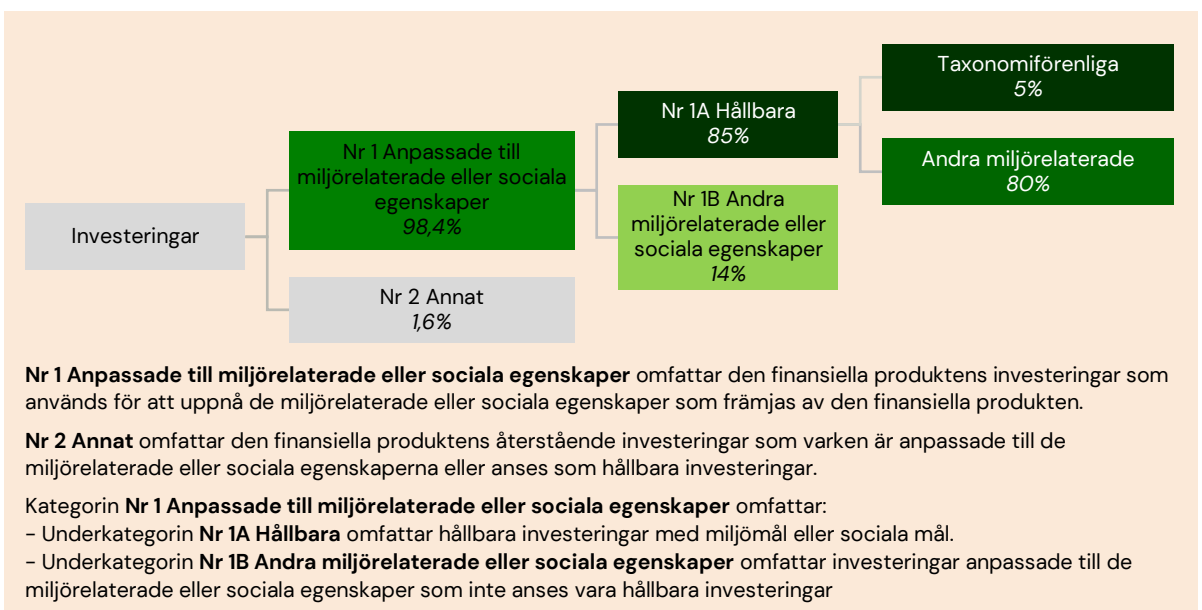 Investeringar
Nr 1 Anpassade till
miljörelaterade eller sociala
egenskaper
98,4%
Nr 2 Annat
1,6%
Nr 1A Hållbara
85%
Nr 1B Andra
miljörelaterade eller
sociala egenskaper
14%
Taxonomiförenliga
5%
Andra miljörelaterade
80%
Nr 1 Anpassade till miljörelaterade eller sociala egenskaper omfattar den finansiella produktens investeringar som
används för att uppnå de miljörelaterade eller sociala egenskaper som främjas av den finansiella produkten.
Nr 2 Annat omfattar den finansiella produktens återstående investeringar som varken är anpassade till de
miljörelaterade eller sociala egenskaperna eller anses som hållbara investeringar.
Kategorin Nr 1 Anpassade till miljörelaterade eller sociala egenskaper omfattar:
- Underkategorin Nr 1A Hållbara omfattar hållbara investeringar med miljömål eller sociala mål.
- Underkategorin Nr 1B Andra miljörelaterade eller sociala egenskaper omfattar investeringar anpassade till de
miljörelaterade eller sociala egenskaper som inte anses vara hållbara investeringar